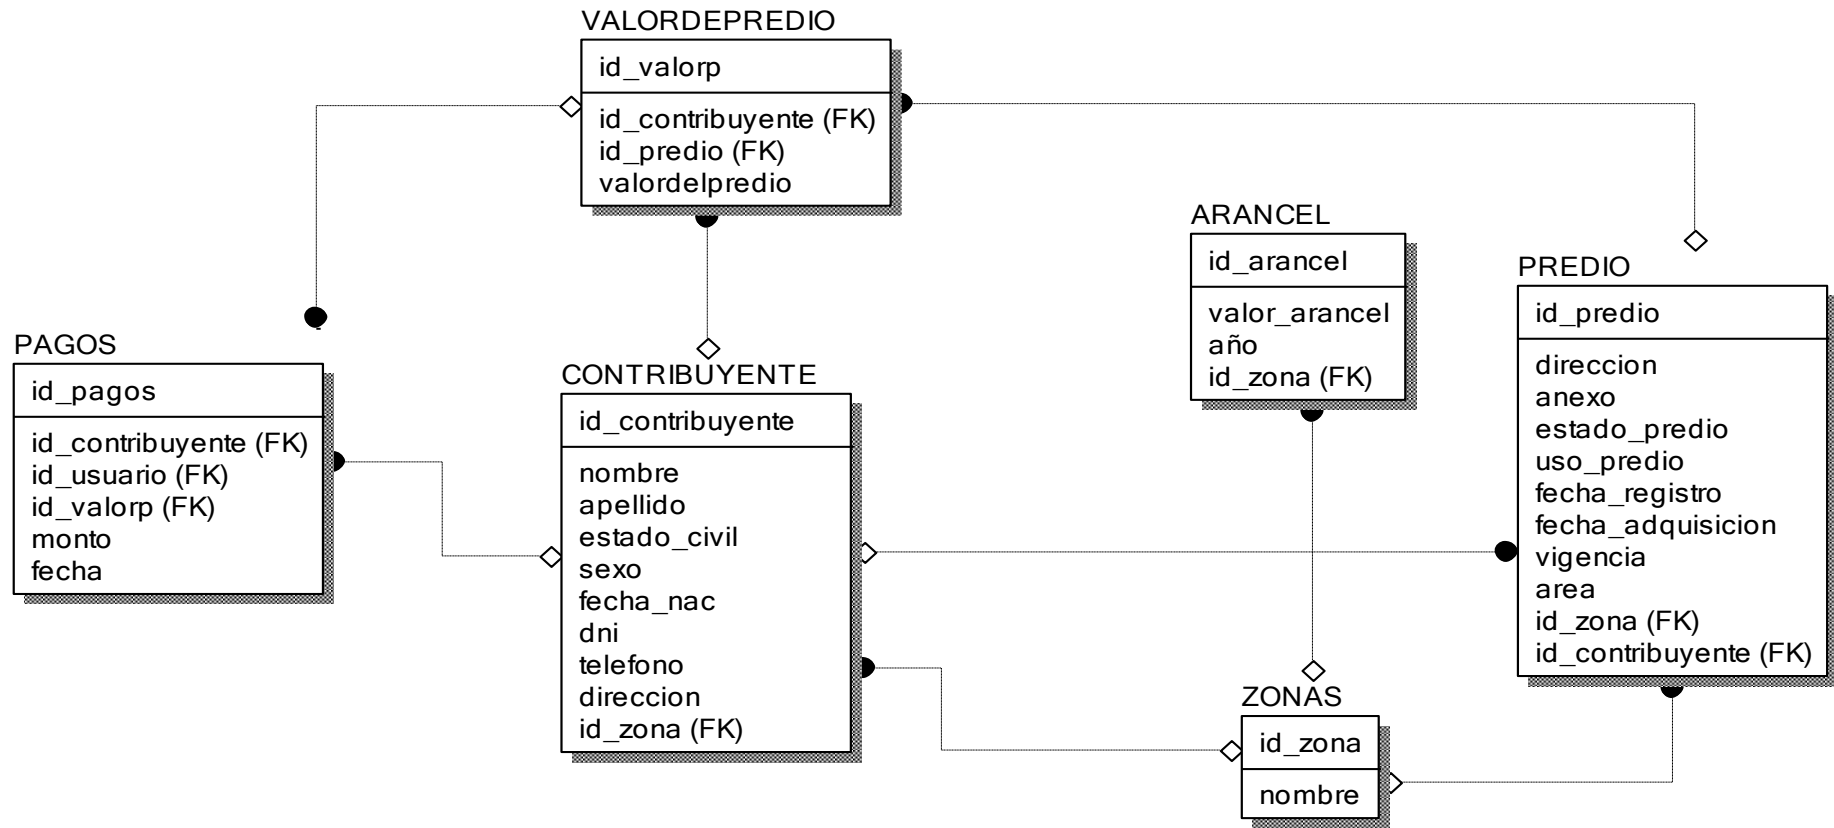 VALORDEPREDIO
id_valorp
id_contribuyente (FK)
id_predio (FK)
valordelpredio
ARANCEL
id_arancel
valor_arancel
año
id_zona (FK)
PREDIO
id_predio
direccion
anexo
estado_predio
uso_predio
fecha_registro
fecha_adquisicion
vigencia
area
id_zona (FK)
id_contribuyente (FK)
PAGOS
id_pagos
id_contribuyente (FK)
id_usuario (FK)
id_valorp (FK)
monto
fecha
CONTRIBUYENTE
id_contribuyente
nombre
apellido
estado_civil
sexo
fecha_nac
dni
telefono
direccion
id_zona (FK)
ZONAS
id_zona
nombre